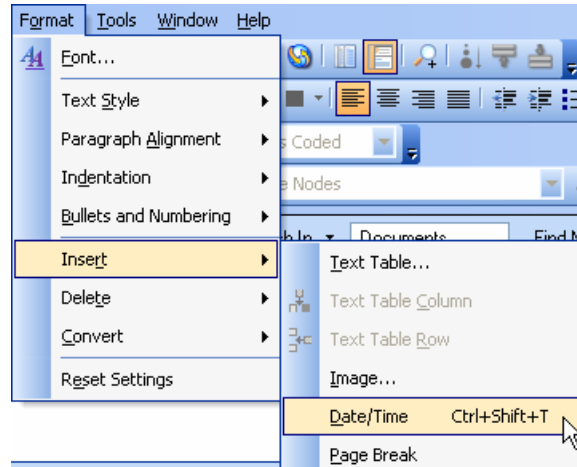 Format Tools Window Help
Font...
Text Style
Paragraph Alignment
s Coded
Indentation
e Nodes
Bullets and Numbering
Documents Find
Insert
Text Table...
Delete
Text Table Column
Convert
Text Table Row
Reset Settings
Image...
Date/Time Ctrl+Shift+T
Page Break